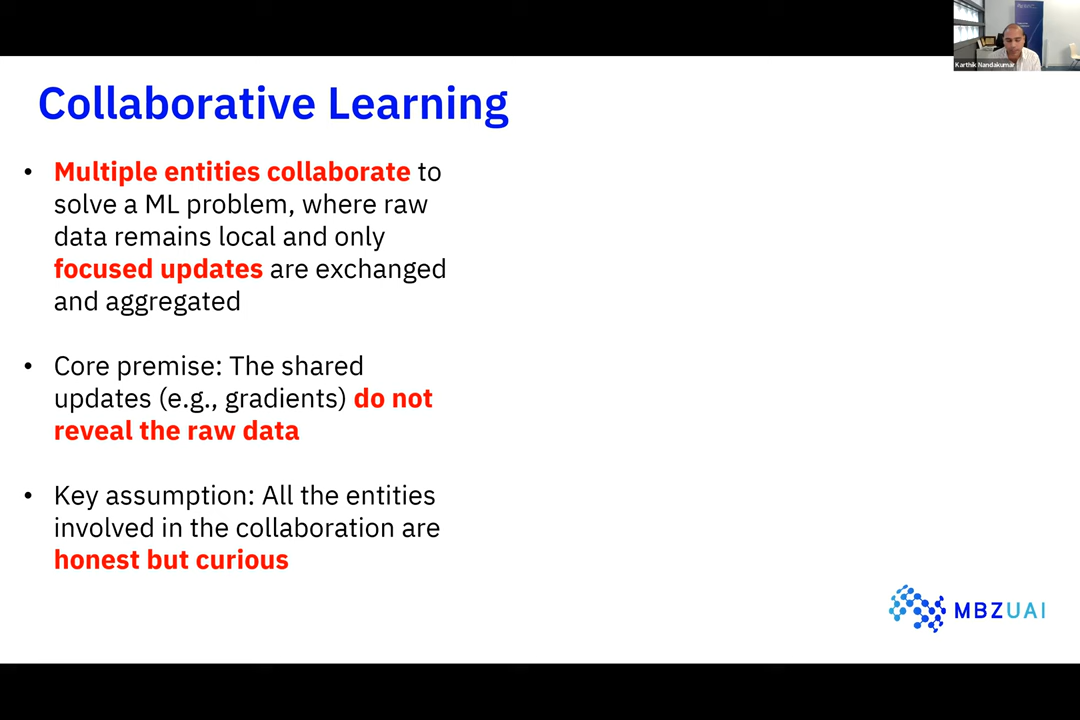 Karthik Nandakumar
Collaborative Learning
• Multiple entities collaborate to
solve a ML problem, where raw
data remains local and only
focused updates are exchanged
and aggregated
• Core premise: The shared
updates (e.g., gradients) do not
reveal the raw data
• Key assumption: All the entities
involved in the collaboration are
honest but curious
MBZUAI